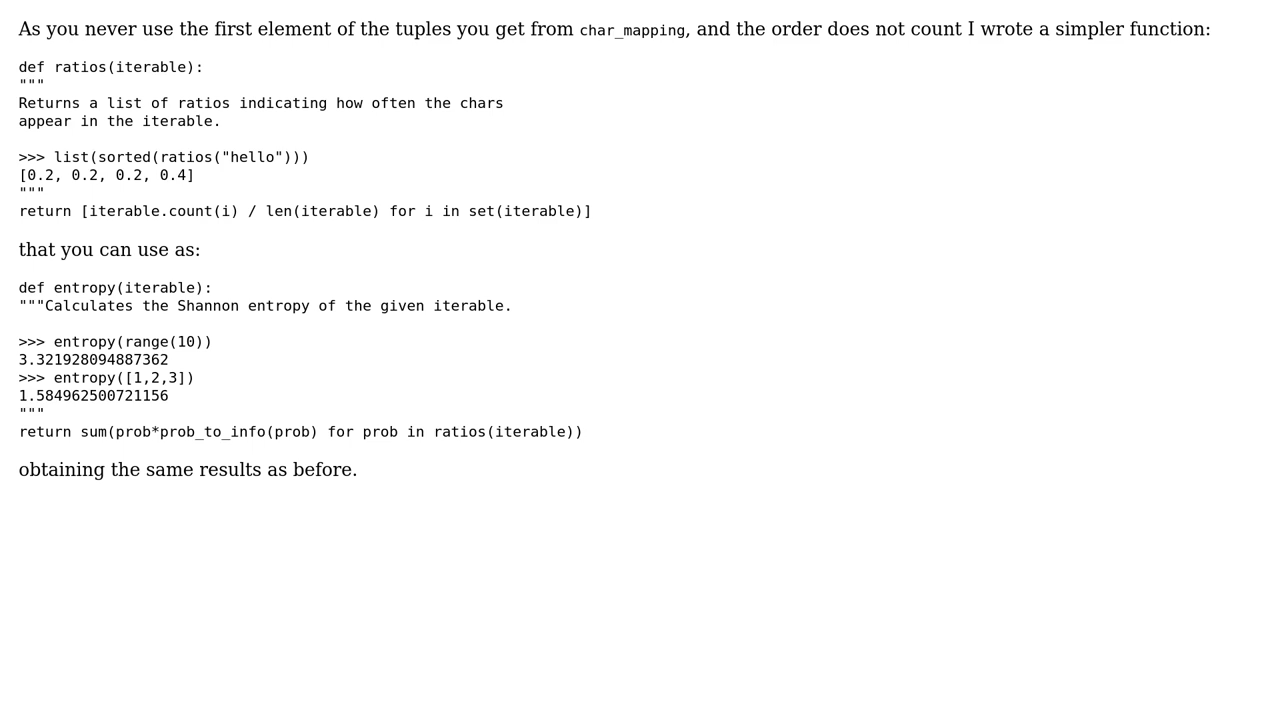 As you never use the first element of the tuples you get from char_mapping, and the order does not count I wrote a simpler function:
def ratios(iterable):
"""
Returns a list of ratios indicating how often the chars
appear in the iterable.
>>> list(sorted(ratios("hello")))
[0.2, 0.2, 0.2, 0.4]
"""
return [iterable.count(i) / len(iterable) for i in set(iterable)]
that you can use as:
def entropy(iterable):
"""Calculates the Shannon entropy of the given iterable.
>>> entropy(range(10))
3.321928094887362
>>> entropy([1,2,3])
1.584962500721156
"""
return sum(prob*prob_to_info(prob) for prob in ratios(iterable))
obtaining the same results as before.